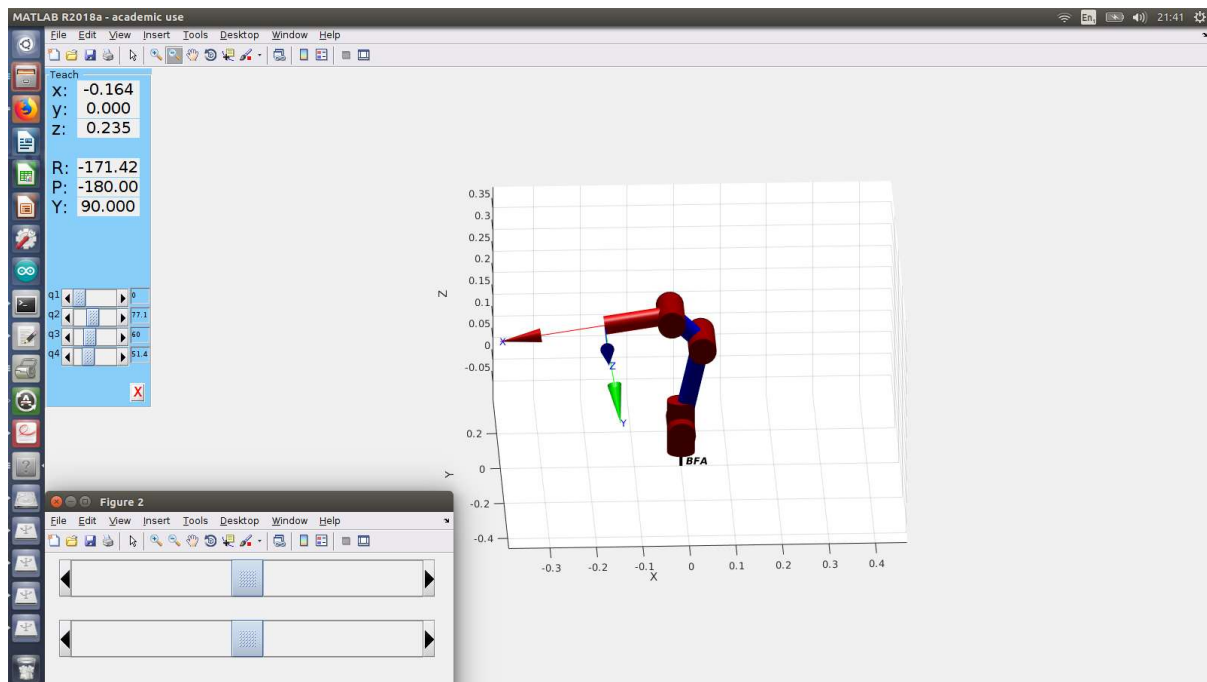 MATLAB R2018a - academic use
En 21:41
File Edit View Insert Tools Desktop Window Help
Teach
x: -0.164
y: 0.000
z: 0.235
R: -171.42
P: -180.00
Y: 90.000
q1 0
q2 77.1
q3 60
q4 51.4
X
0.35
0.3
0.25
0.2
0.15
0.1
0.05
0
-0.05
Z
X
Z
Y
BFA
0.2
0
-0.2
-0.4
Y
-0.3 -0.2 -0.1 0 0.1 0.2 0.3 0.4
X
Figure 2
File Edit View Insert Tools Desktop Window Help